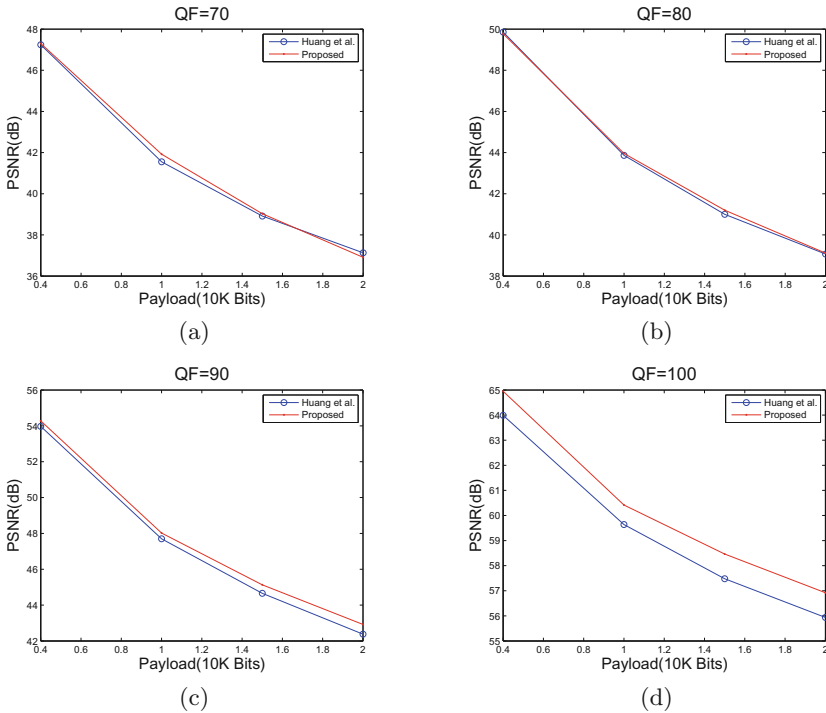 QF=70
48
46
44
42
40
38
36
PSNR(dB)
Huang et al.
Proposed
0.4 0.6 0.8 1 1.2 1.4 1.6 1.8 2
Payload(10K Bits)
(a)
QF=80
50
48
46
44
42
40
38
PSNR(dB)
Huang et al.
Proposed
0.4 0.6 0.8 1 1.2 1.4 1.6 1.8 2
Payload(10K Bits)
(b)
QF=90
56
54
52
50
48
46
44
42
PSNR(dB)
Huang et al.
Proposed
0.4 0.6 0.8 1 1.2 1.4 1.6 1.8 2
Payload(10K Bits)
(c)
QF=100
65
64
63
62
61
60
59
58
57
56
55
PSNR(dB)
Huang et al.
Proposed
0.4 0.6 0.8 1 1.2 1.4 1.6 1.8 2
Payload(10K Bits)
(d)